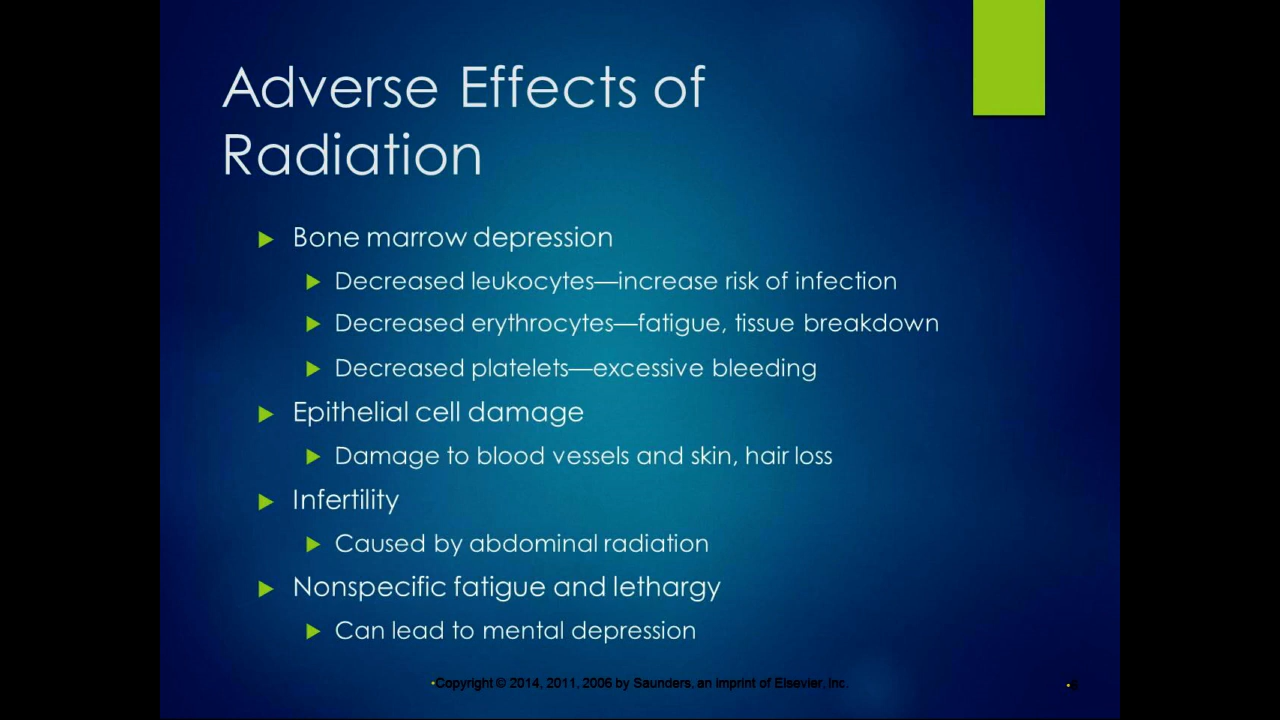 Adverse Effects of
Radiation
Bone marrow depression
Decreased leukocytes—increase risk of infection
Decreased erythrocytes—fatigue, tissue breakdown
Decreased platelets—excessive bleeding
Epithelial cell damage
Damage to blood vessels and skin, hair loss
Infertility
Caused by abdominal radiation
Nonspecific fatigue and lethargy
Can lead to mental depression
•Copyright © 2014, 2011, 2006 by Saunders, an imprint of Elsevier, Inc.